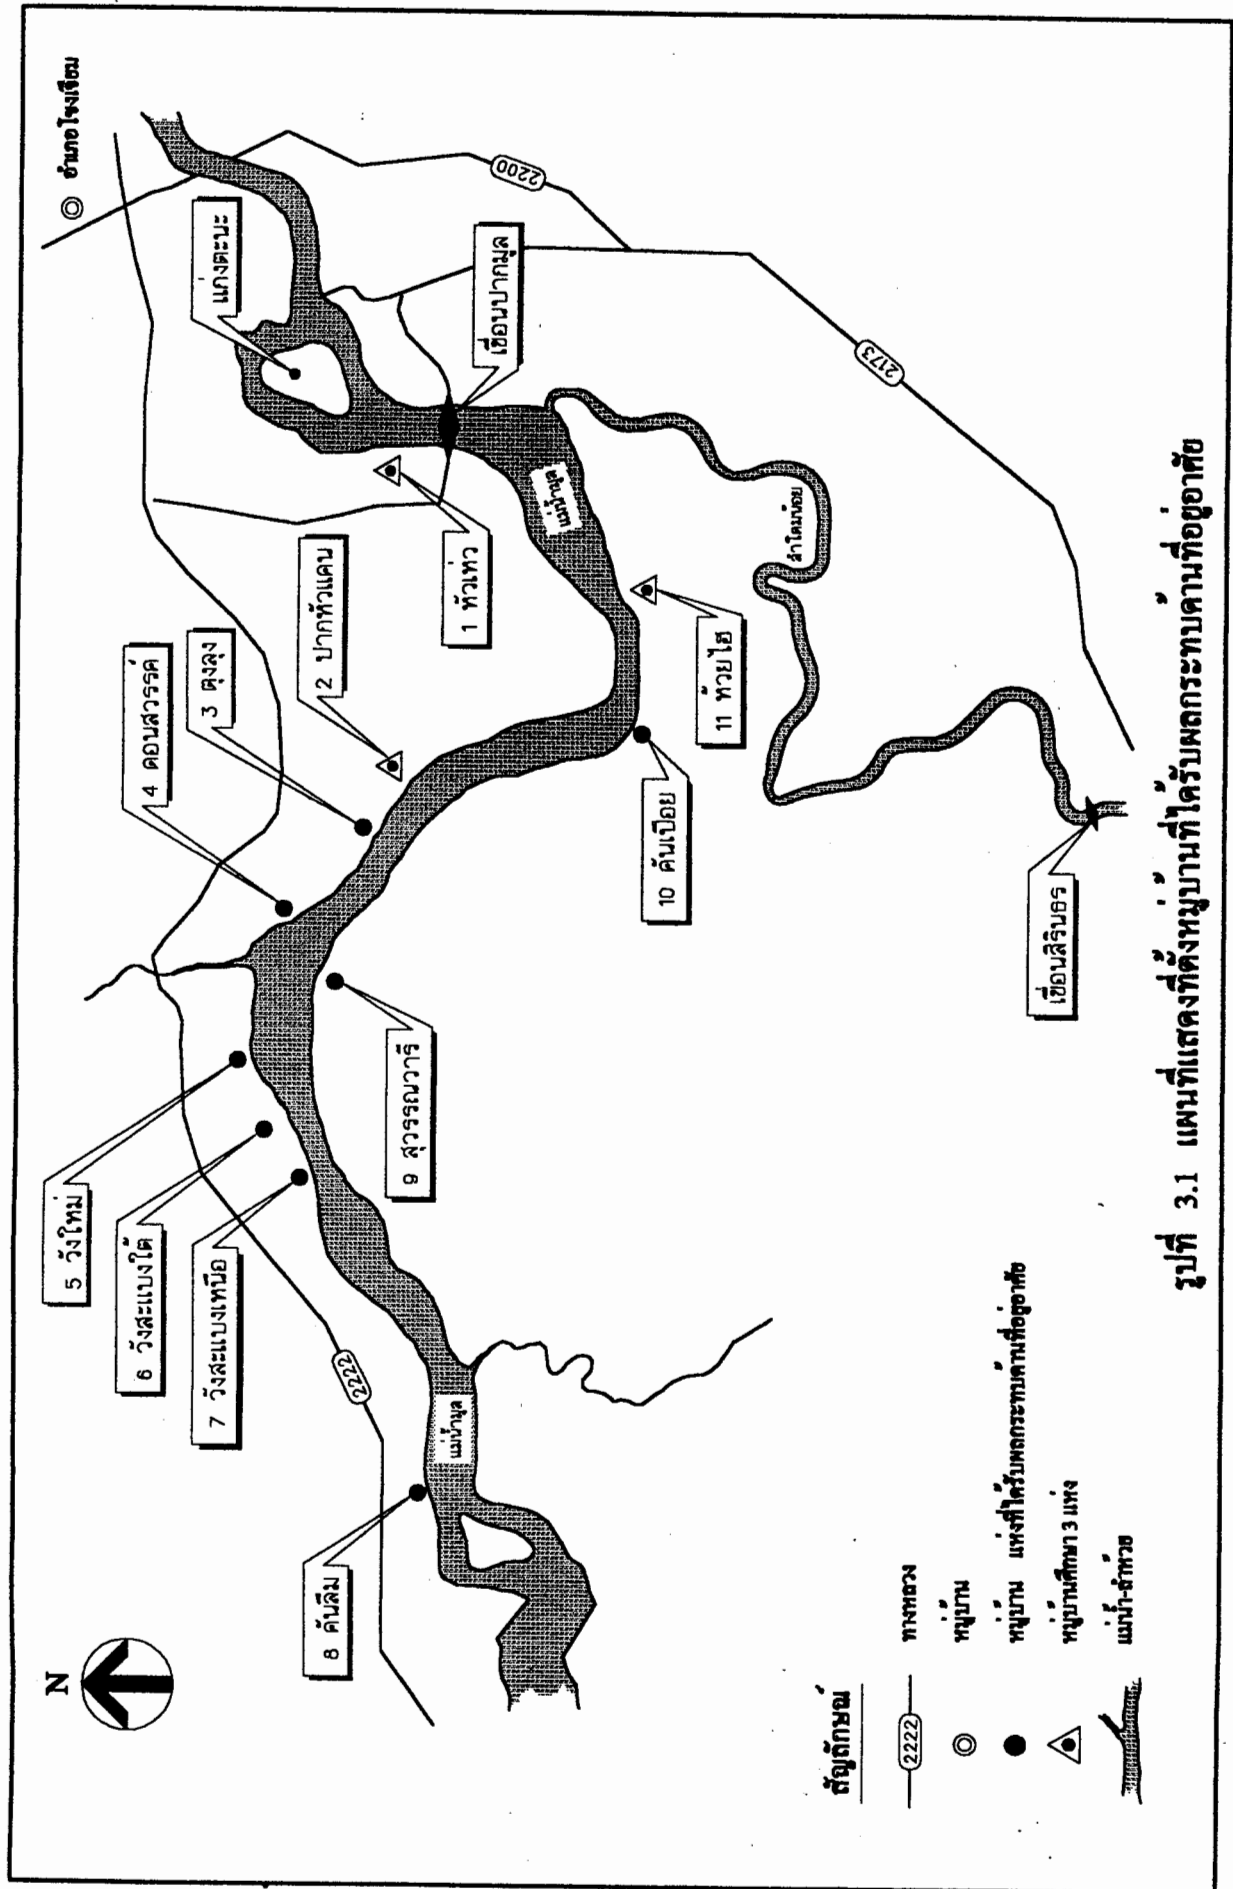 N
อำเภอโขงเจียม
แก่งตะนะ
2200
เขื่อนปากมูล
2173
แม่น้ำมูล
ลำโดมน้อย
1 หัวเห่ว
2 ปากห้วยแคน
3 ตุงลุง
4 ดอนสวรรค์
5 วังใหม่
6 วังสะแบงใต้
7 วังสะแบงเหนือ
8 คันลืม
9 สุวรรณวารี
10 คันเปือย
11 ห้วยไฮ
เขื่อนสิรินธร
2222
แม่น้ำมูล
สัญลักษณ์
2222 ทางหลวง
หมู่บ้าน
หมู่บ้าน แห่งที่ได้รับผลกระทบด้านที่อยู่อาศัย
หมู่บ้านศึกษา 3 แห่ง
แม่น้ำ-ลำห้วย
รูปที่ 3.1 แผนที่แสดงที่ตั้งหมู่บ้านที่ได้รับผลกระทบด้านที่อยู่อาศัย